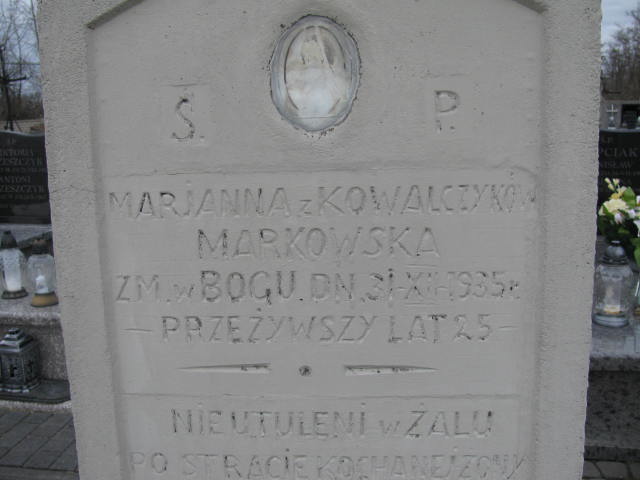 Ś. P.
MARJANNA z KOWALCZYKÓW
MARKOWSKA
ZM. w BOGU. DN. 31-XII-1935 r.
— PRZEŻYWSZY LAT 25 —
NIEUTULENI w ŻALU
PO STRACIE KOCHANEJ ŻONY